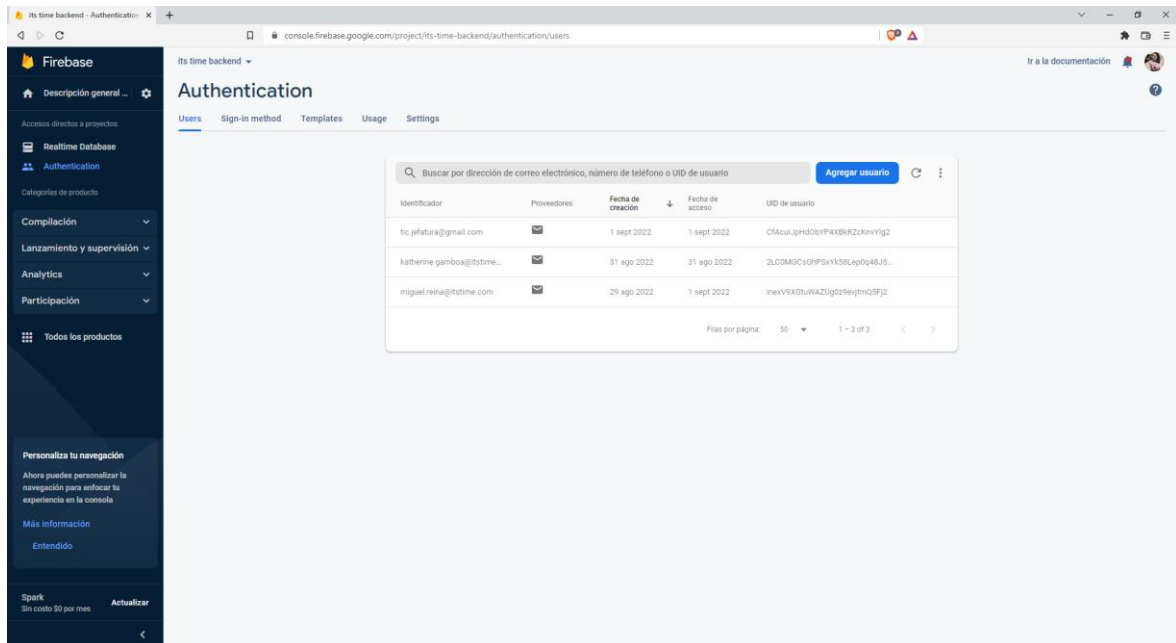 its time backend - Authentication
console.firebase.google.com/project/its-time-backend/authentication/users
Firebase
its time backend
Ir a la documentación
Descripción general ...
Authentication
Users Sign-in method Templates Usage Settings
Accesos directos a proyectos
Realtime Database
Authentication
Categorías de producto
Compilación
Lanzamiento y supervisión
Analytics
Participación
Todos los productos
Buscar por dirección de correo electrónico, número de teléfono o UID de usuario
Agregar usuario
Identificador Proveedores Fecha de creación Fecha de acceso UID de usuario
tic.jefatura@gmail.com 1 sept 2022 1 sept 2022
katherine.gamboa@itstime... 31 ago 2022 31 ago 2022
miguel.reina@itstime.com 29 ago 2022 1 sept 2022
Filas por página: 50 1 – 3 of 3
Personaliza tu navegación
Ahora puedes personalizar la
navegación para enfocar tu
experiencia en la consola
Más información
Entendido
Spark
Sin costo $0 por mes
Actualizar